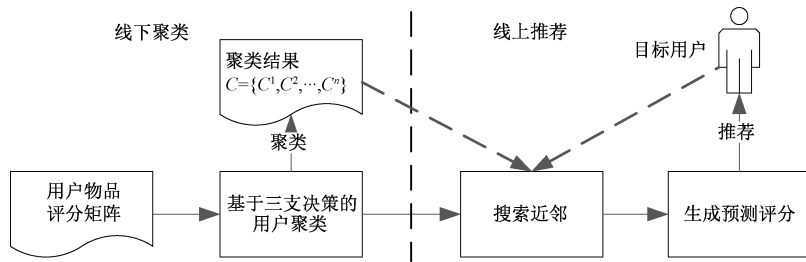 线下聚类
线上推荐
聚类结果
C={C¹,C²,···,Cⁿ}
目标用户
聚类
推荐
用户物品
评分矩阵
基于三支决策的
用户聚类
搜索近邻
生成预测评分